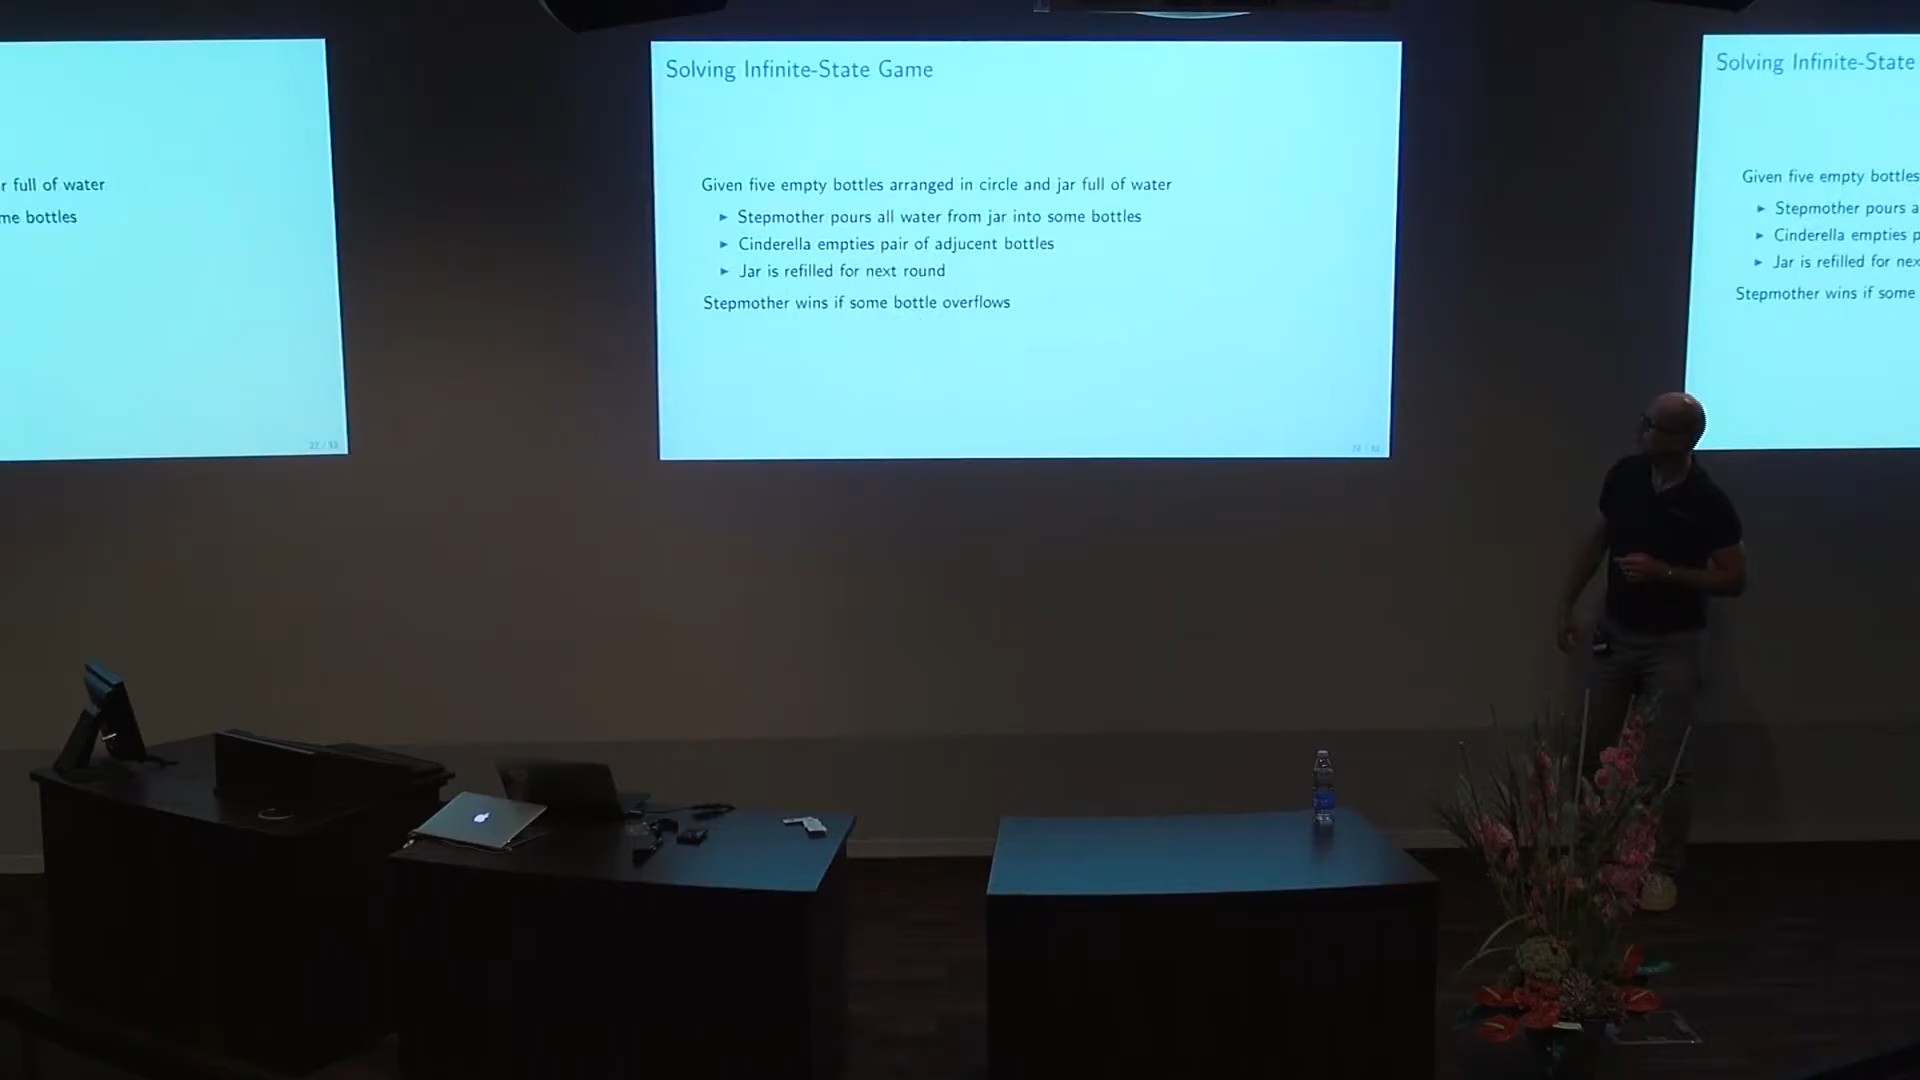 r full of water
me bottles
Solving Infinite-State Game
Given five empty bottles arranged in circle and jar full of water
► Stepmother pours all water from jar into some bottles
► Cinderella empties pair of adjucent bottles
► Jar is refilled for next round
Stepmother wins if some bottle overflows
Solving Infinite-State
Given five empty bottles
► Stepmother pours a
► Cinderella empties p
► Jar is refilled for nex
Stepmother wins if some